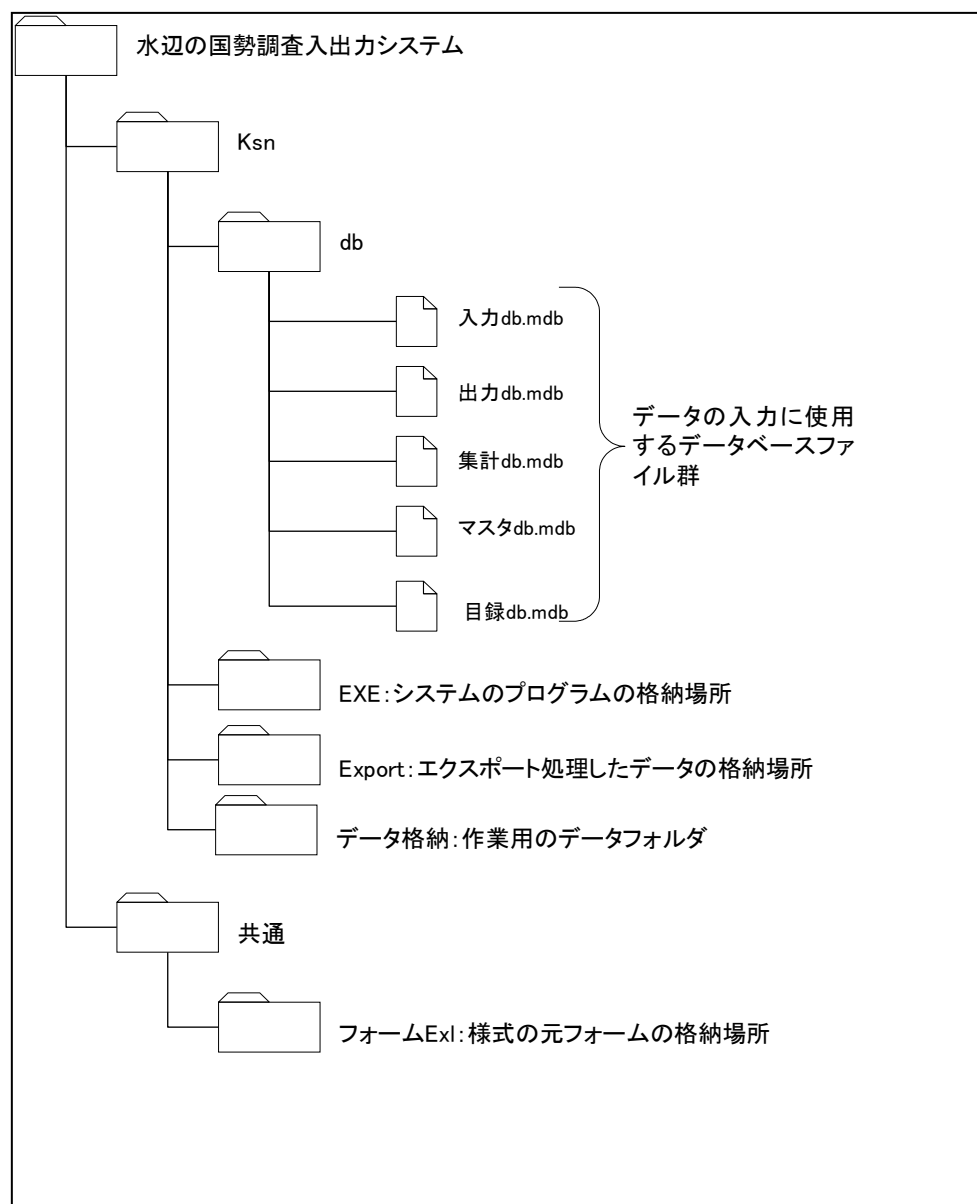 水辺の国勢調査入出力システム
Ksn
db
入力db.mdb
出力db.mdb
集計db.mdb
マスタdb.mdb
目録db.mdb
データの入力に使用
するデータベースファ
イル群
EXE：システムのプログラムの格納場所
Export：エクスポート処理したデータの格納場所
データ格納：作業用のデータフォルダ
共通
フォームExl：様式の元フォームの格納場所